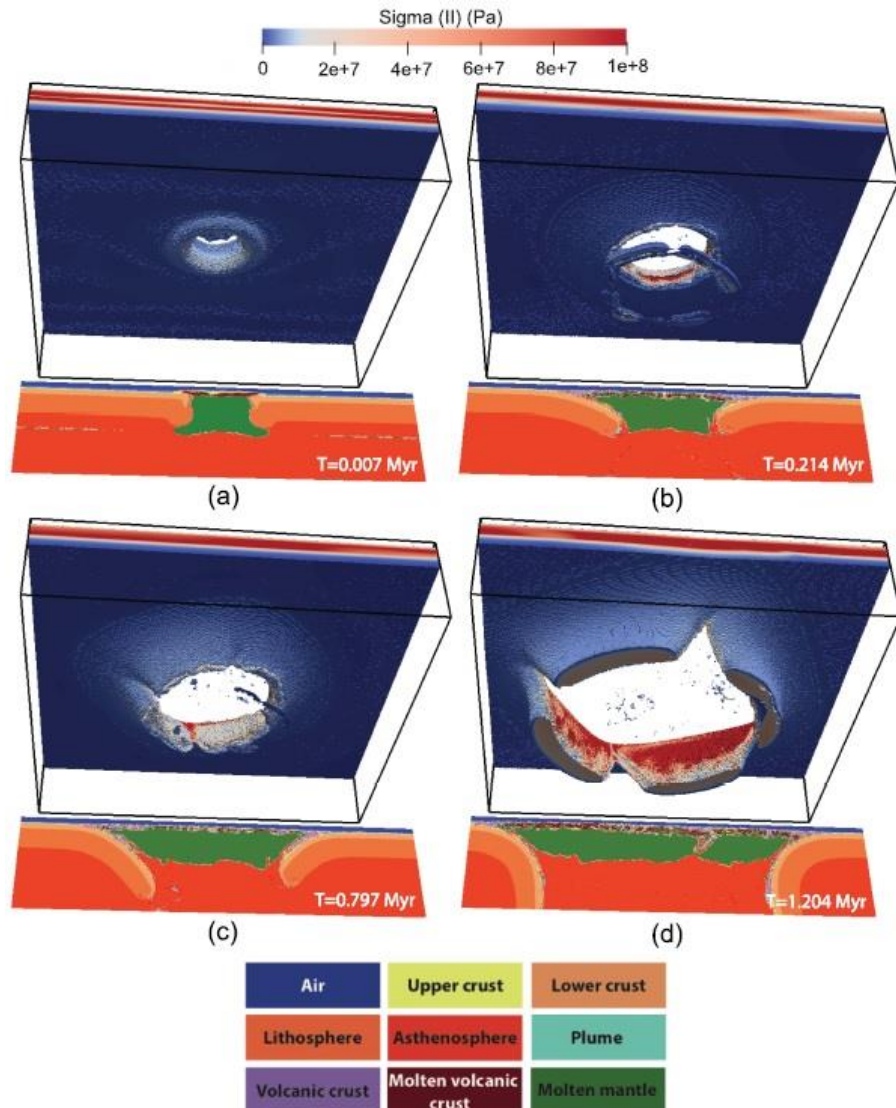 Sigma (II) (Pa)
0 2e+7 4e+7 6e+7 8e+7 1e+8
T=0.007 Myr
T=0.214 Myr
(a)
(b)
T=0.797 Myr
T=1.204 Myr
(c)
(d)
Air
Upper crust
Lower crust
Lithosphere
Asthenosphere
Plume
Volcanic crust
Molten volcanic
crust
Molten mantle